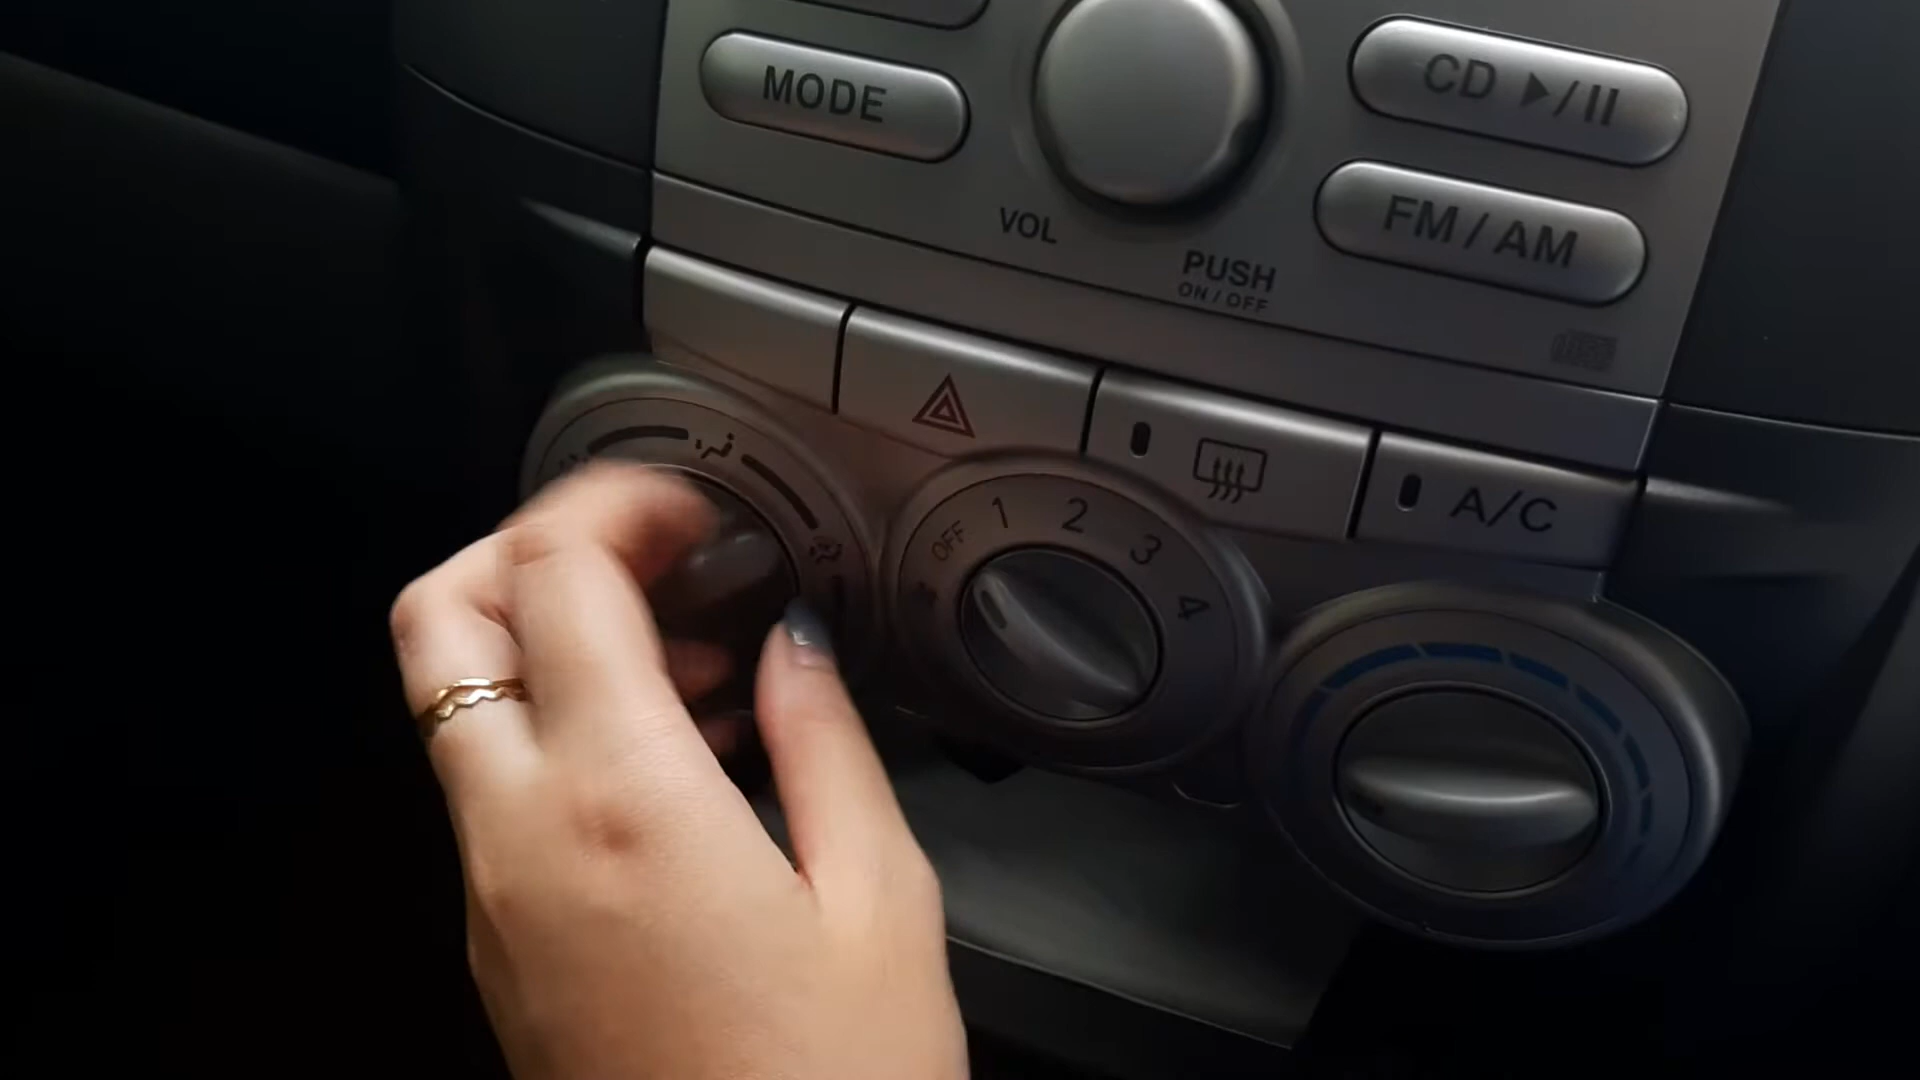 MODE
CD ▶/II
FM / AM
VOL
PUSH
ON / OFF
A/C
OFF 1 2 3 4